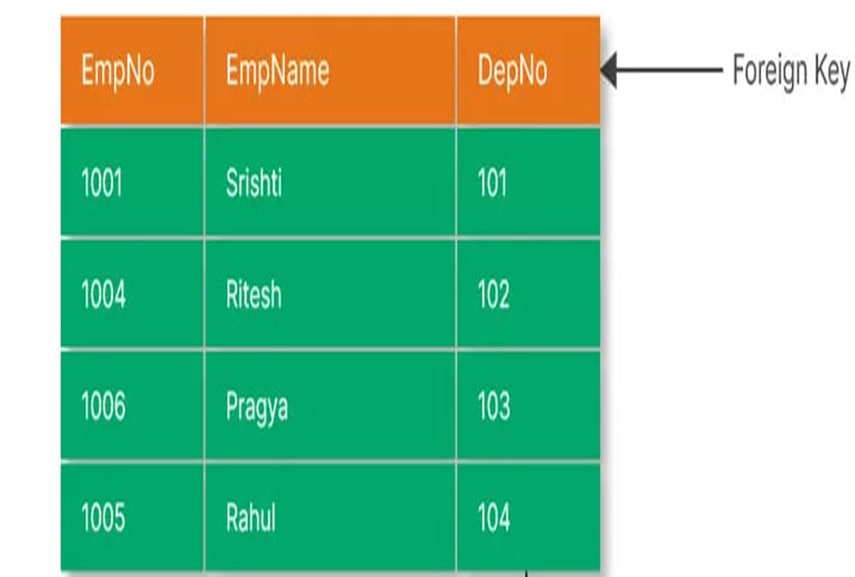 EmpNo EmpName DepNo Foreign Key
1001 Srishti 101
1004 Ritesh 102
1006 Pragya 103
1005 Rahul 104